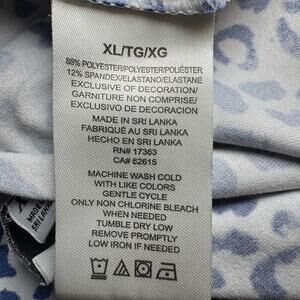 XL/TG/XG
88% POLYESTER/POLYESTER/POLIÉSTER
12% SPANDEX/ELASTANO/ELASTANE
EXCLUSIVE OF DECORATION/
GARNITURE NON COMPRISE/
EXCLUSIVO DE DECORACION
MADE IN SRI LANKA
FABRIQUÉ AU SRI LANKA
HECHO EN SRI LANKA
RN# 17363
CA# 62615
MACHINE WASH COLD
WITH LIKE COLORS
GENTLE CYCLE
ONLY NON CHLORINE BLEACH
WHEN NEEDED
TUMBLE DRY LOW
REMOVE PROMPTLY
LOW IRON IF NEEDED